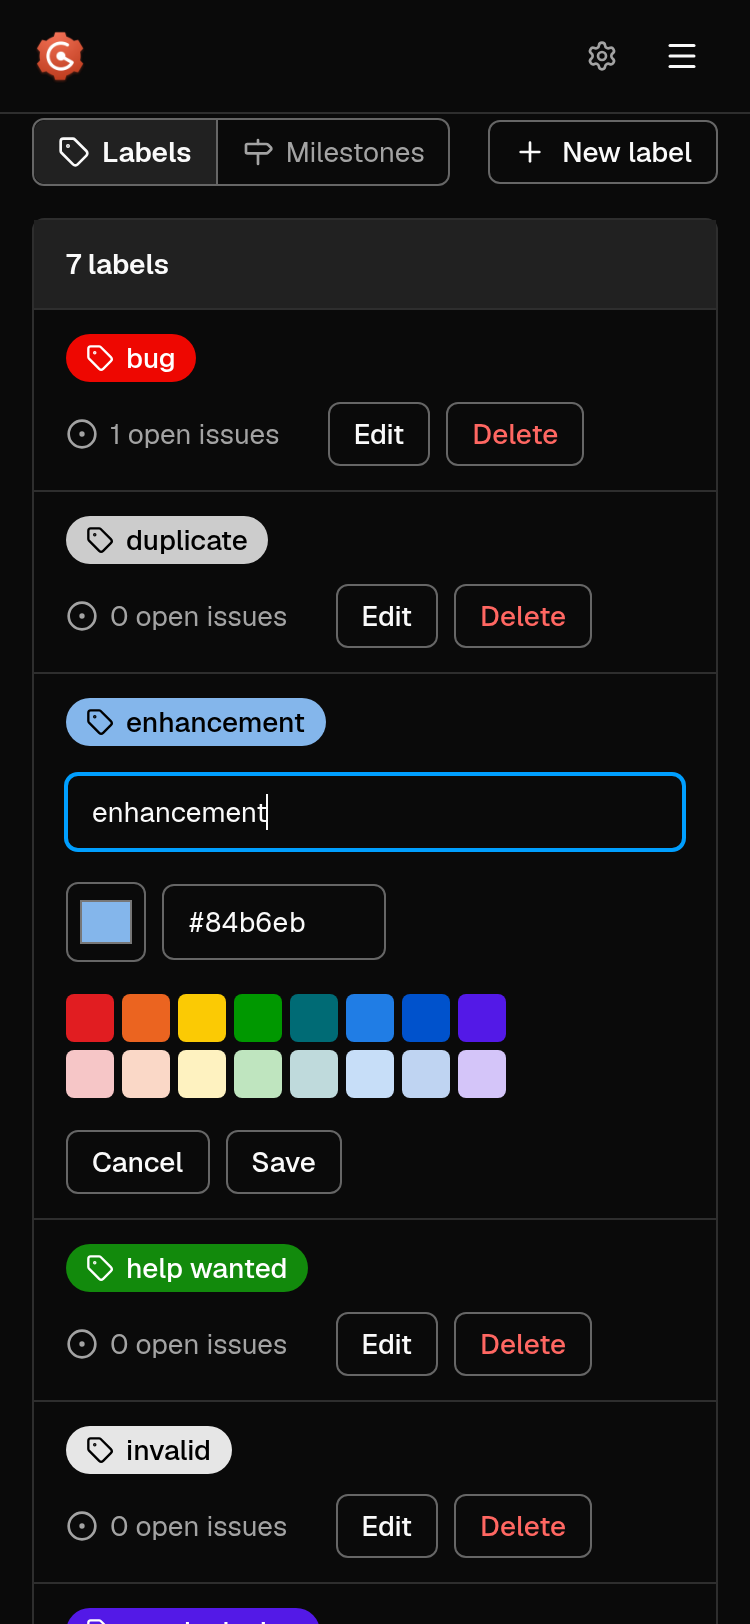 Labels
Milestones
New label
7 labels
bug
1 open issues
Edit
Delete
duplicate
0 open issues
Edit
Delete
enhancement
enhancement
#84b6eb
Cancel
Save
help wanted
0 open issues
Edit
Delete
invalid
0 open issues
Edit
Delete